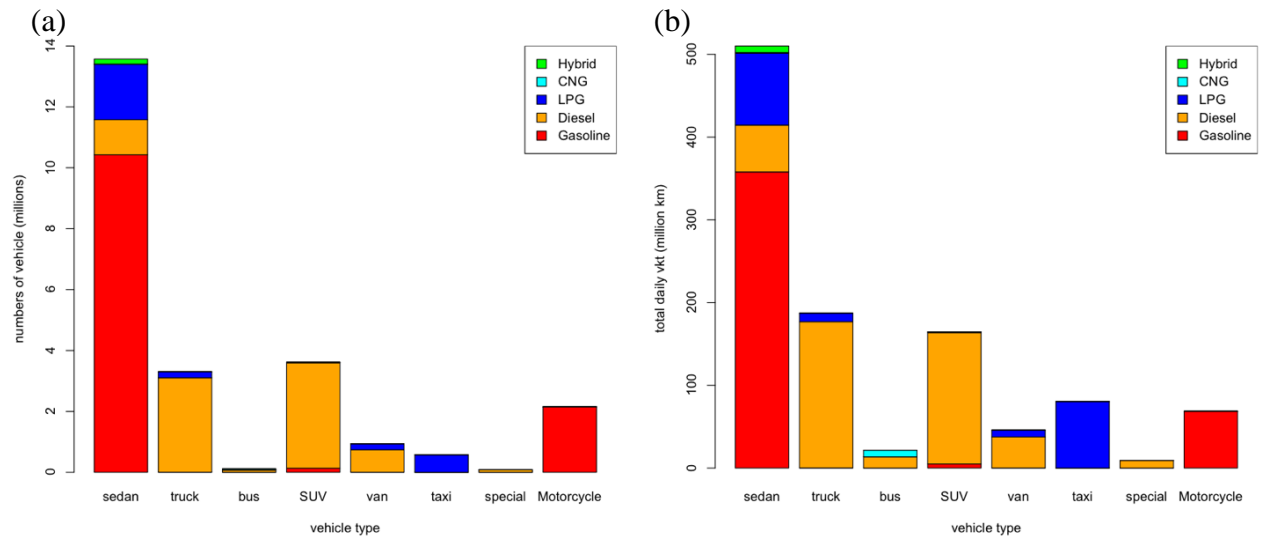 (a)
numbers of vehicle (millions)
14
12
10
8
6
4
2
0
Hybrid
CNG
LPG
Diesel
Gasoline
sedan truck bus SUV van taxi special Motorcycle
vehicle type
(b)
total daily vkt (million km)
500
400
300
200
100
0
Hybrid
CNG
LPG
Diesel
Gasoline
sedan truck bus SUV van taxi special Motorcycle
vehicle type